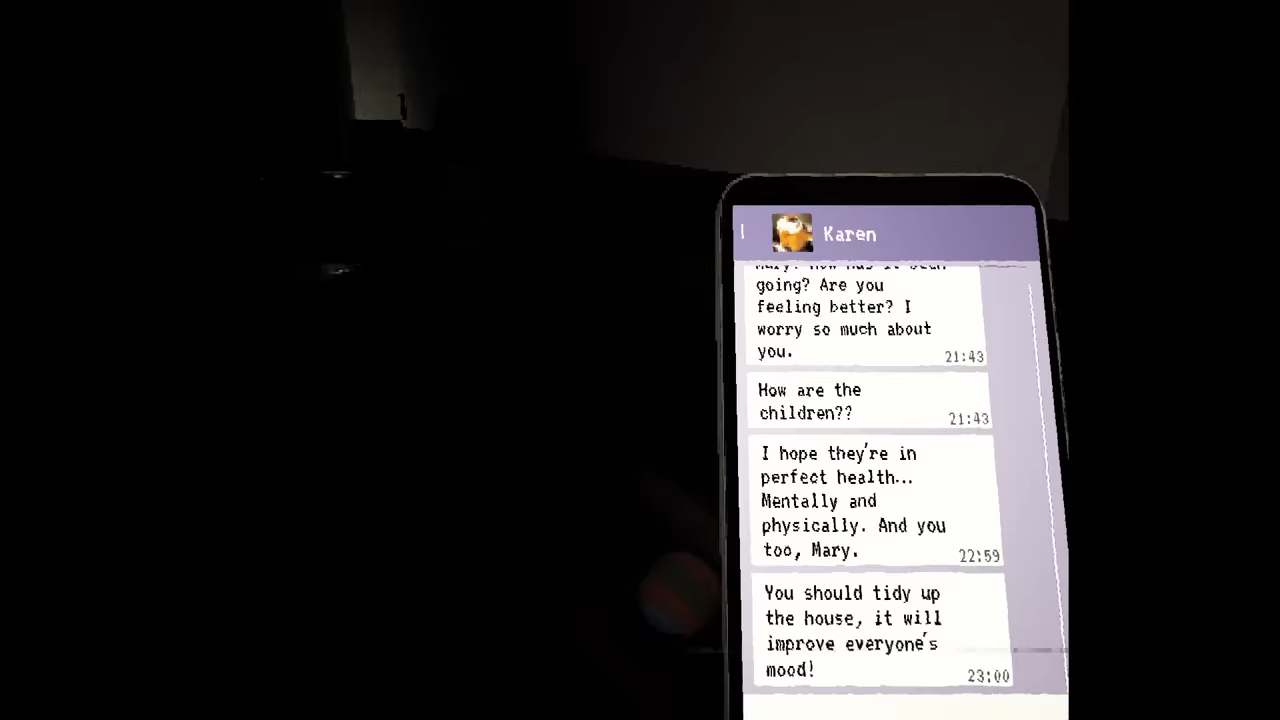 Karen
going? Are you
feeling better? I
worry so much about
you.
21:43
How are the
children??
21:43
I hope they're in
perfect health...
Mentally and
physically. And you
too, Mary.
22:59
You should tidy up
the house, it will
improve everyone's
mood!
23:00